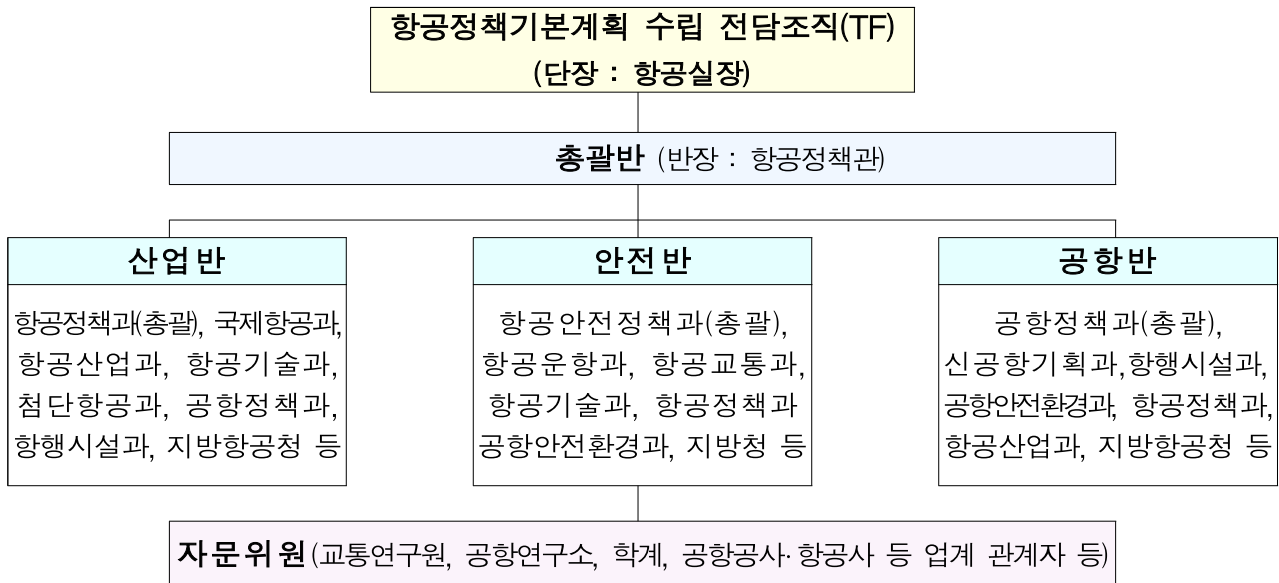 항공정책기본계획 수립 전담조직(TF)
(단장 : 항공실장)
총괄반 (반장 : 항공정책관)
산업반
항공정책과(총괄), 국제항공과,
항공산업과, 항공기술과,
첨단항공과, 공항정책과,
항행시설과, 지방항공청 등
안전반
항공안전정책과(총괄),
항공운항과, 항공교통과,
항공기술과, 항공정책과
공항안전환경과, 지방청 등
공항반
공항정책과(총괄),
신공항기획과,항행시설과,
공항안전환경과, 항공정책과,
항공산업과, 지방항공청 등
자문위원(교통연구원, 공항연구소, 학계, 공항공사·항공사 등 업계 관계자 등)